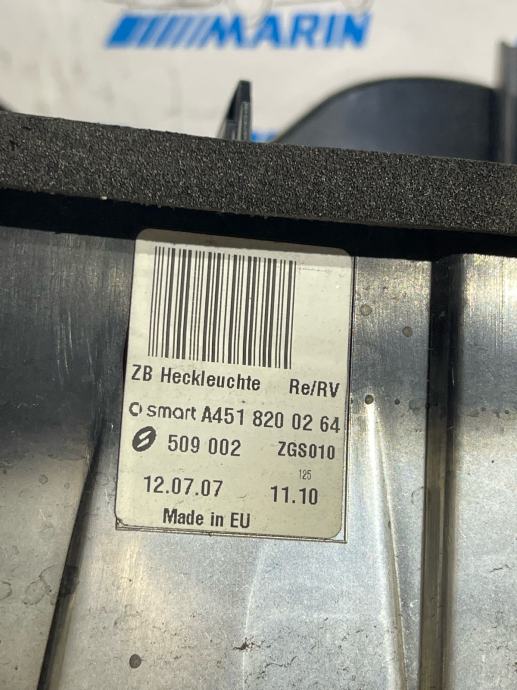 MARIN
ZB Heckleuchte Re/RV
smart A451 820 02 64
509 002 ZGS010
125
12.07.07 11.10
Made in EU